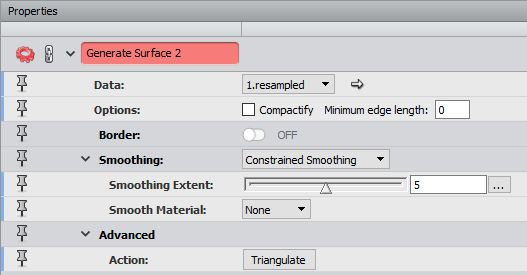 Properties
Generate Surface 2
Data: 1.resampled
Options: Compactify Minimum edge length: 0
Border: OFF
Smoothing: Constrained Smoothing
Smoothing Extent: 5 ...
Smooth Material: None
Advanced
Action: Triangulate